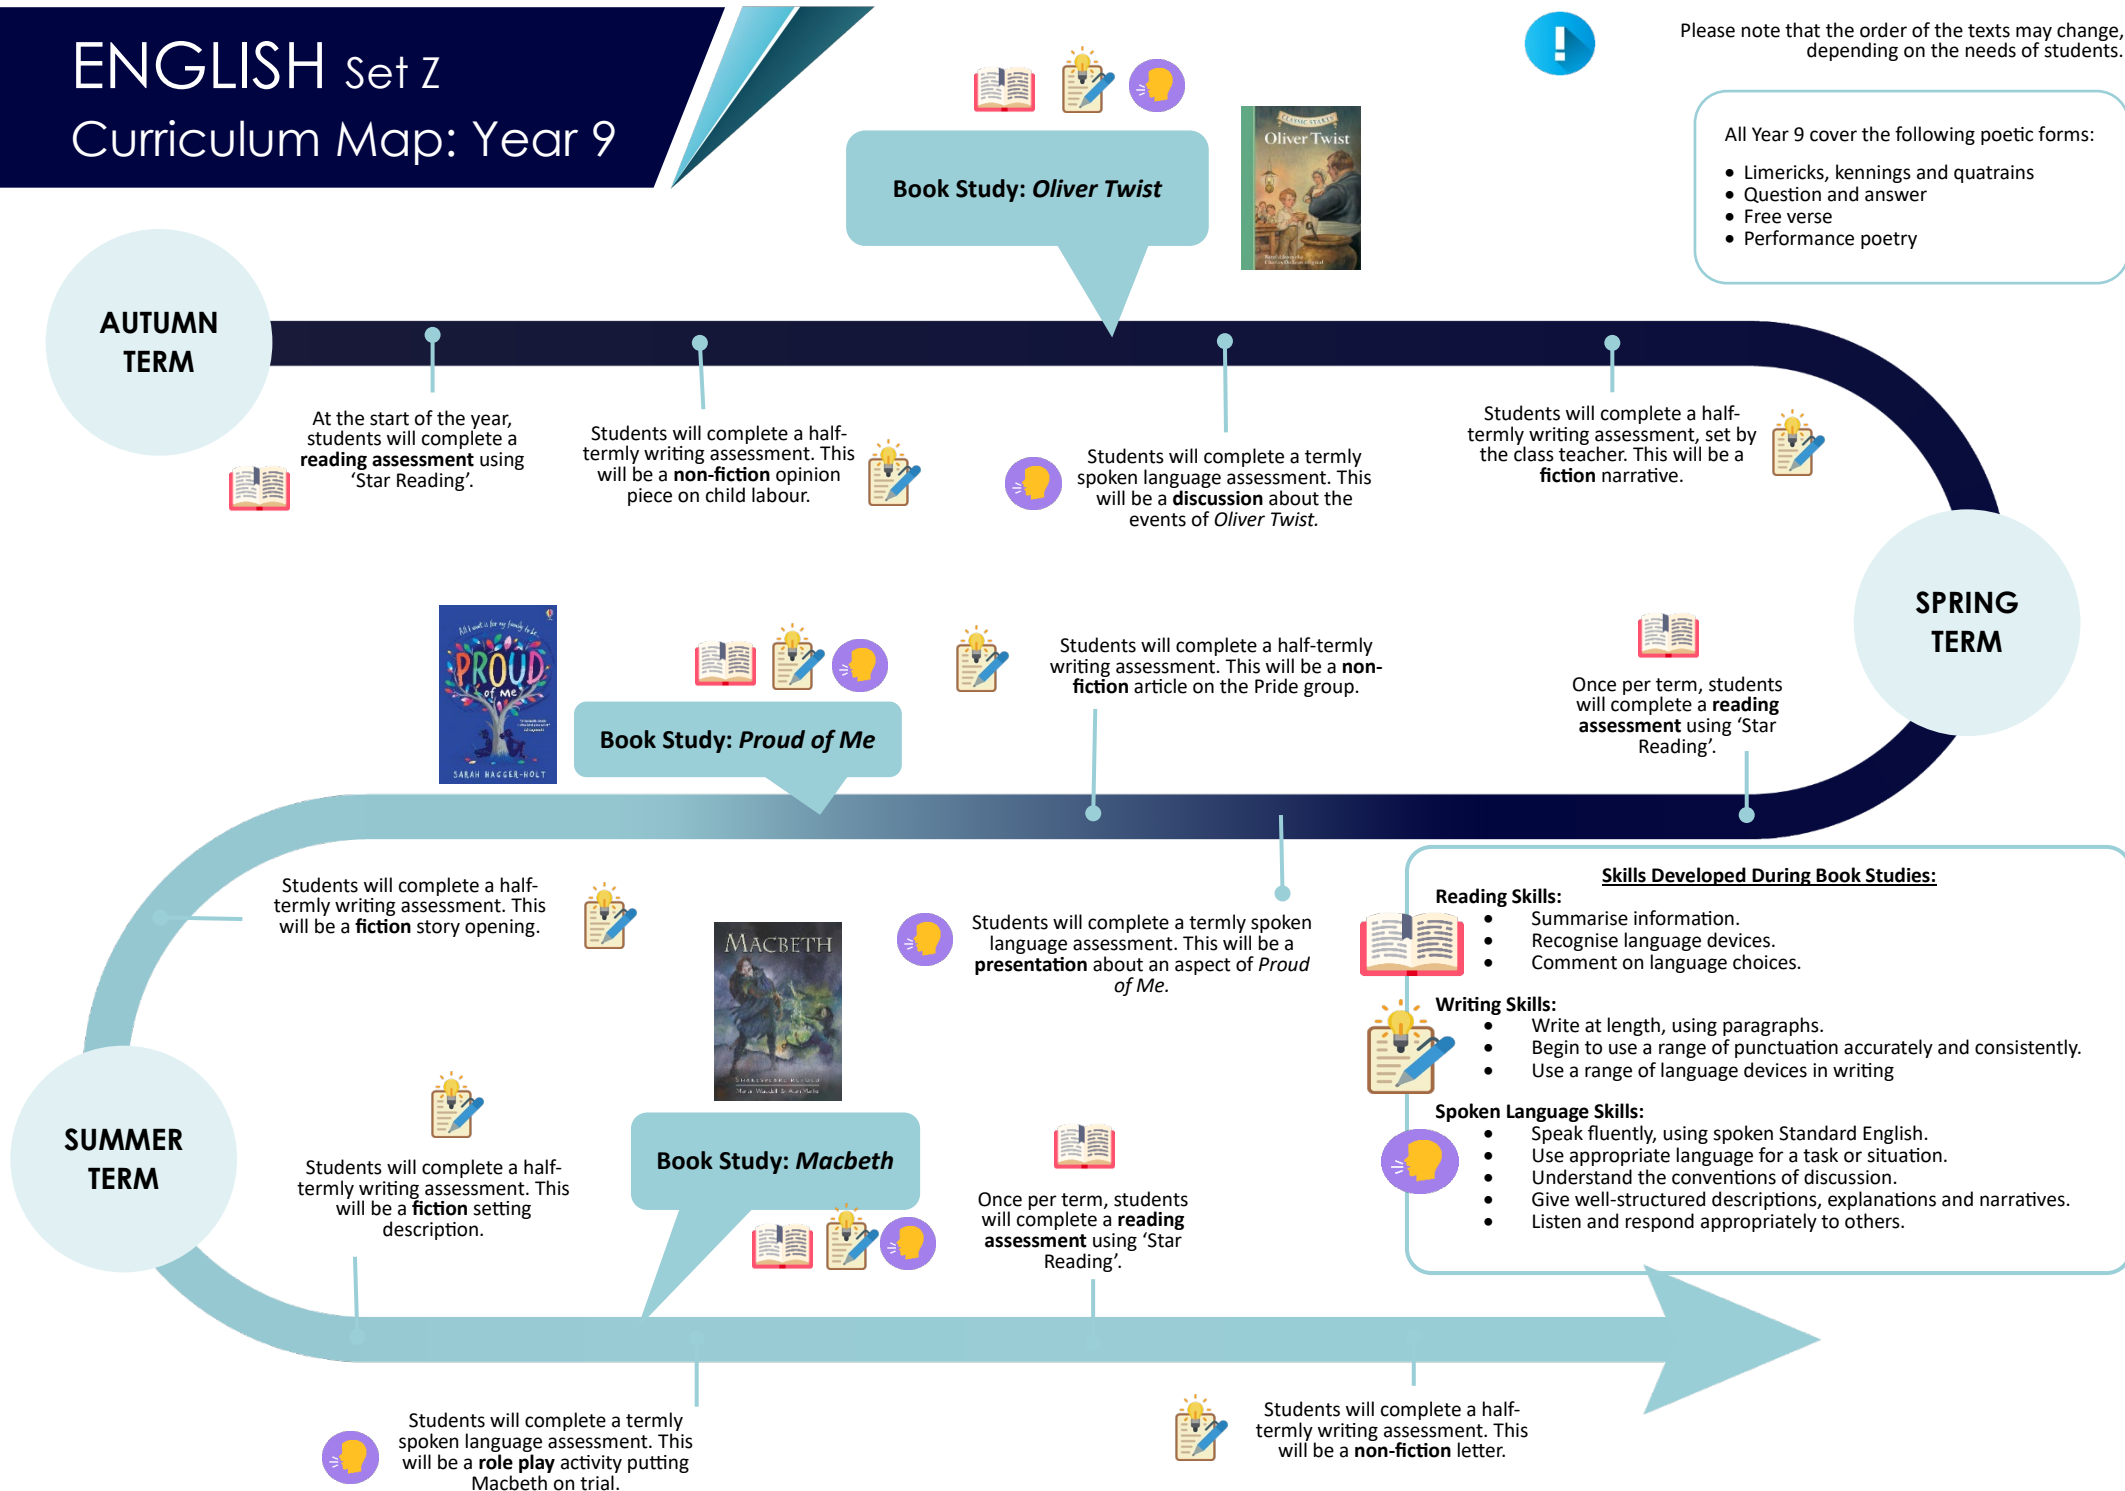 ENGLISH Set Z
Curriculum Map: Year 9
Please note that the order of the texts may change,
depending on the needs of students.
All Year 9 cover the following poetic forms:
• Limericks, kennings and quatrains
• Question and answer
• Free verse
• Performance poetry
Book Study: Oliver Twist
CLASSIC STARTS
Oliver Twist
AUTUMN
TERM
At the start of the year,
students will complete a
reading assessment using
‘Star Reading’.
Students will complete a half-
termly writing assessment. This
will be a non-fiction opinion
piece on child labour.
Students will complete a termly
spoken language assessment. This
will be a discussion about the
events of Oliver Twist.
Students will complete a half-
termly writing assessment, set by
the class teacher. This will be a
fiction narrative.
SPRING
TERM
Once per term, students
will complete a reading
assessment using ‘Star
Reading’.
Students will complete a half-termly
writing assessment. This will be a non-
fiction article on the Pride group.
Book Study: Proud of Me
All I want is for my family to be...
PROUD
of me
SARAH HAGGER-HOLT
Students will complete a termly spoken
language assessment. This will be a
presentation about an aspect of Proud
of Me.
Students will complete a half-
termly writing assessment. This
will be a fiction story opening.
MACBETH
SHAKESPEARE RETOLD
Skills Developed During Book Studies:
Reading Skills:
• Summarise information.
• Recognise language devices.
• Comment on language choices.
Writing Skills:
• Write at length, using paragraphs.
• Begin to use a range of punctuation accurately and consistently.
• Use a range of language devices in writing
Spoken Language Skills:
• Speak fluently, using spoken Standard English.
• Use appropriate language for a task or situation.
• Understand the conventions of discussion.
• Give well-structured descriptions, explanations and narratives.
• Listen and respond appropriately to others.
SUMMER
TERM
Students will complete a half-
termly writing assessment. This
will be a fiction setting
description.
Book Study: Macbeth
Once per term, students
will complete a reading
assessment using ‘Star
Reading’.
Students will complete a termly
spoken language assessment. This
will be a role play activity putting
Macbeth on trial.
Students will complete a half-
termly writing assessment. This
will be a non-fiction letter.